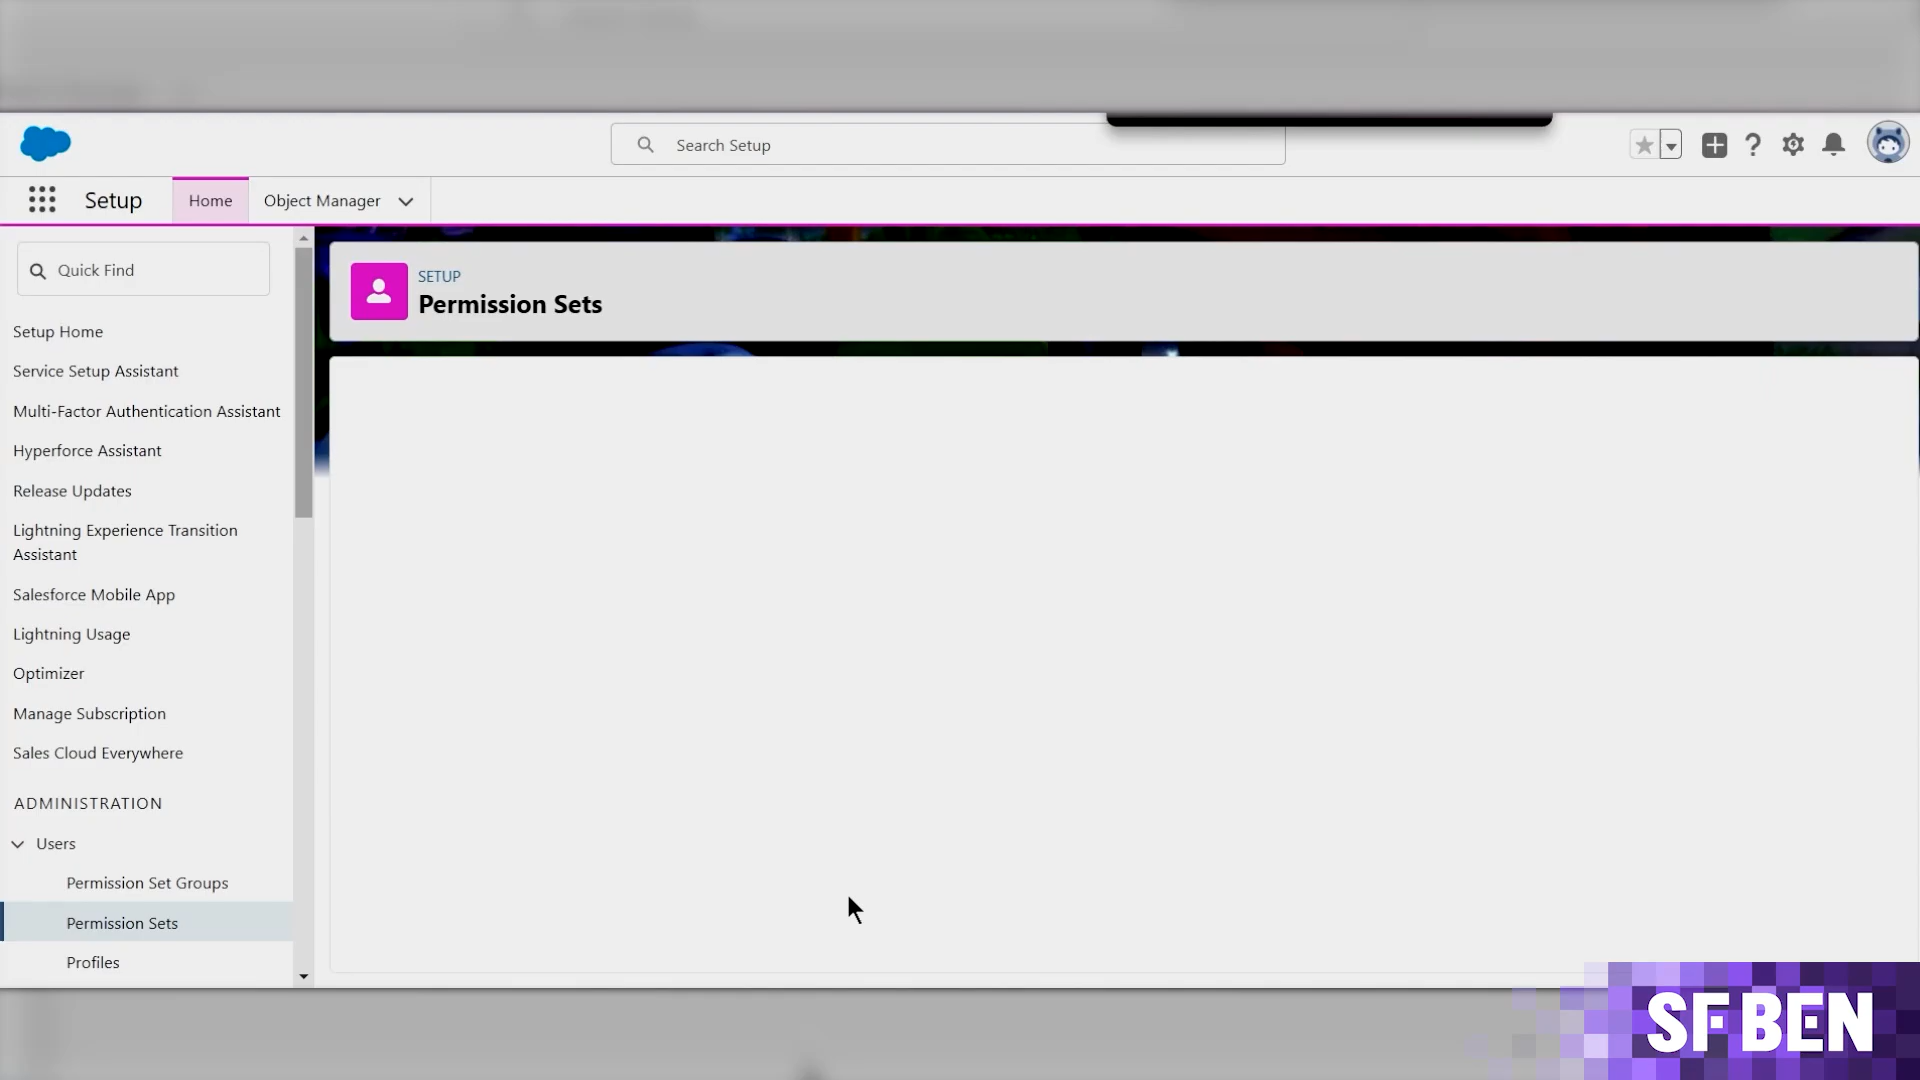 Search Setup
Setup
Home
Object Manager
Quick Find
Setup Home
Service Setup Assistant
Multi-Factor Authentication Assistant
Hyperforce Assistant
Release Updates
Lightning Experience Transition
Assistant
Salesforce Mobile App
Lightning Usage
Optimizer
Manage Subscription
Sales Cloud Everywhere
ADMINISTRATION
Users
Permission Set Groups
Permission Sets
Profiles
SETUP
Permission Sets
SF BEN